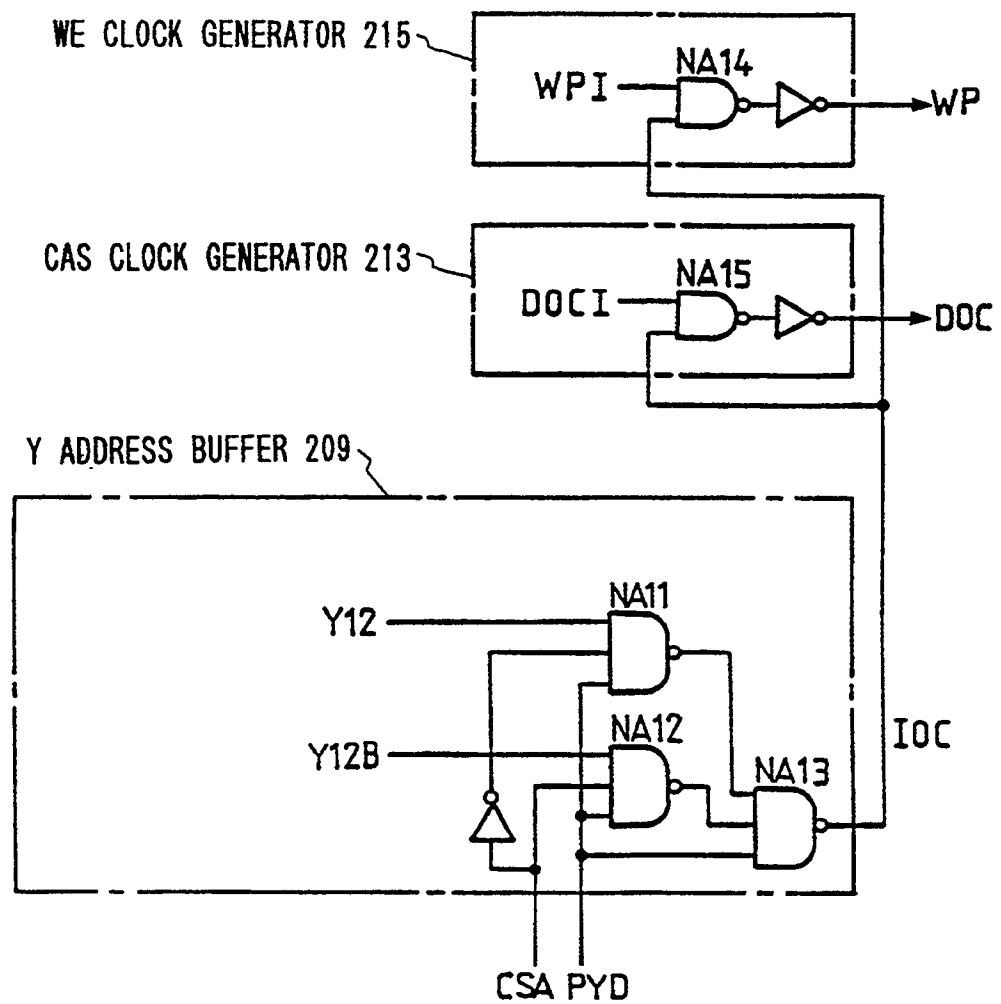 WE CLOCK GENERATOR 215
NA14
WPI
WP
CAS CLOCK GENERATOR 213
NA15
DOCI
DOC
Y ADDRESS BUFFER 209
NA11
Y12
NA12
IOC
Y12B
NA13
CSA PYD